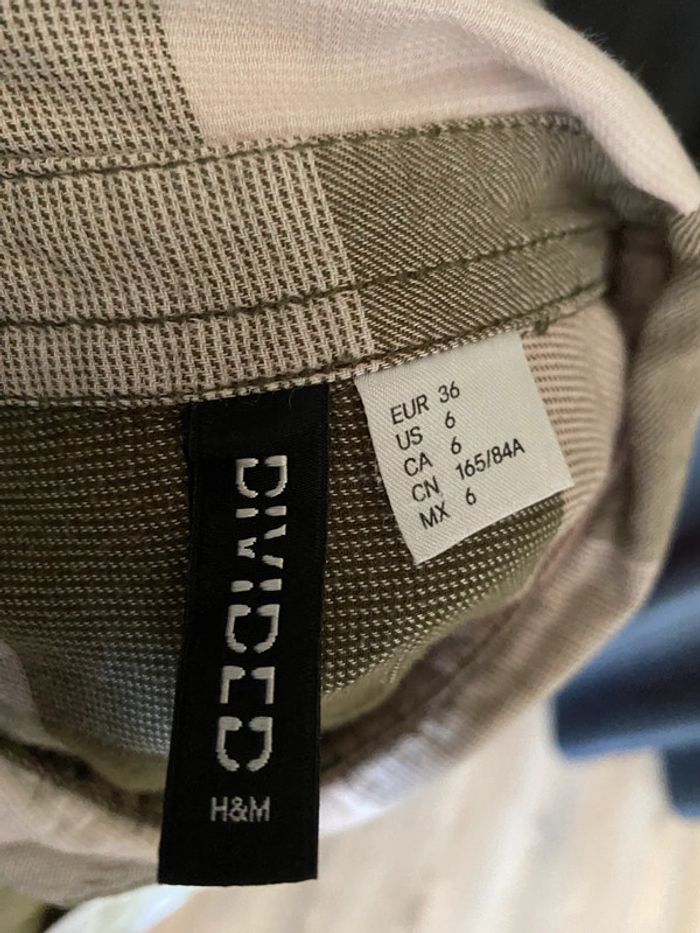 EUR 36
US 6
CA 6
CN 165/84A
MX 6
DIVIDED
H&M